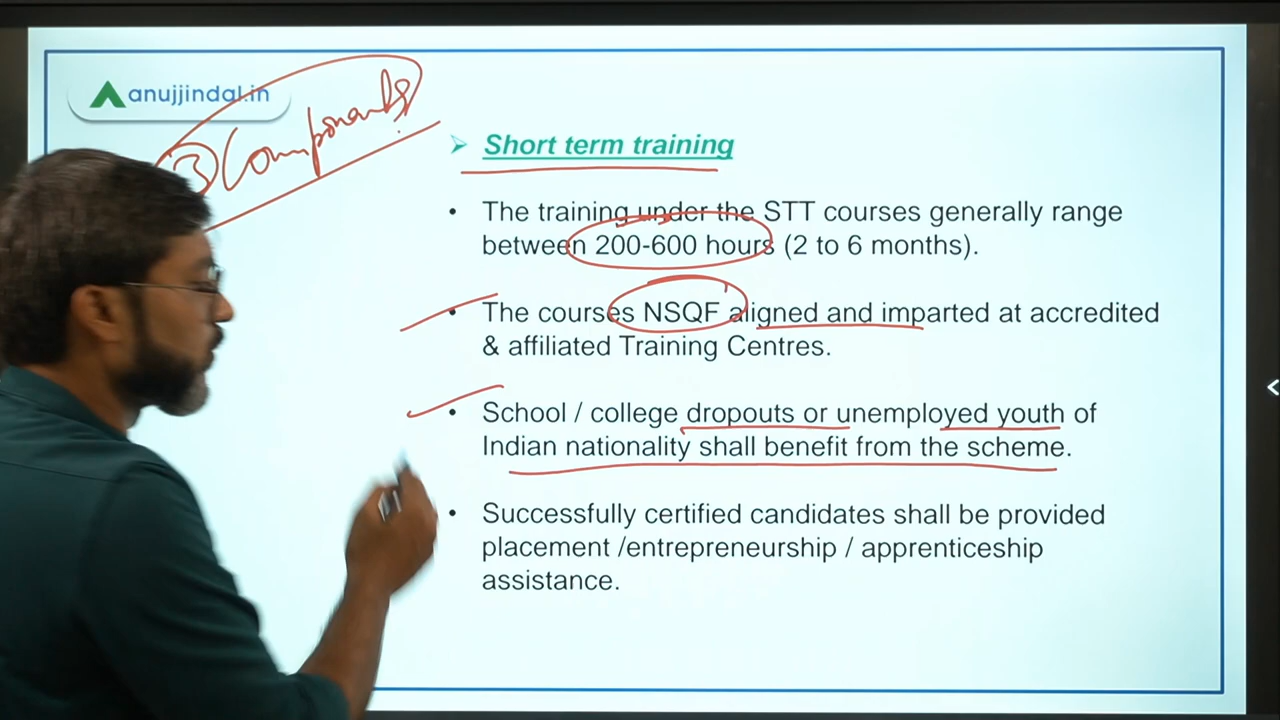 anujjindal.in
③ Components
➢ Short term training
• The training under the STT courses generally range
between 200-600 hours (2 to 6 months).
• The courses NSQF aligned and imparted at accredited
& affiliated Training Centres.
• School / college dropouts or unemployed youth of
Indian nationality shall benefit from the scheme.
• Successfully certified candidates shall be provided
placement /entrepreneurship / apprenticeship
assistance.